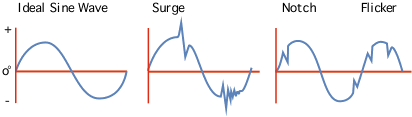 Ideal Sine Wave
Surge
Notch
Flicker
+
0°
-